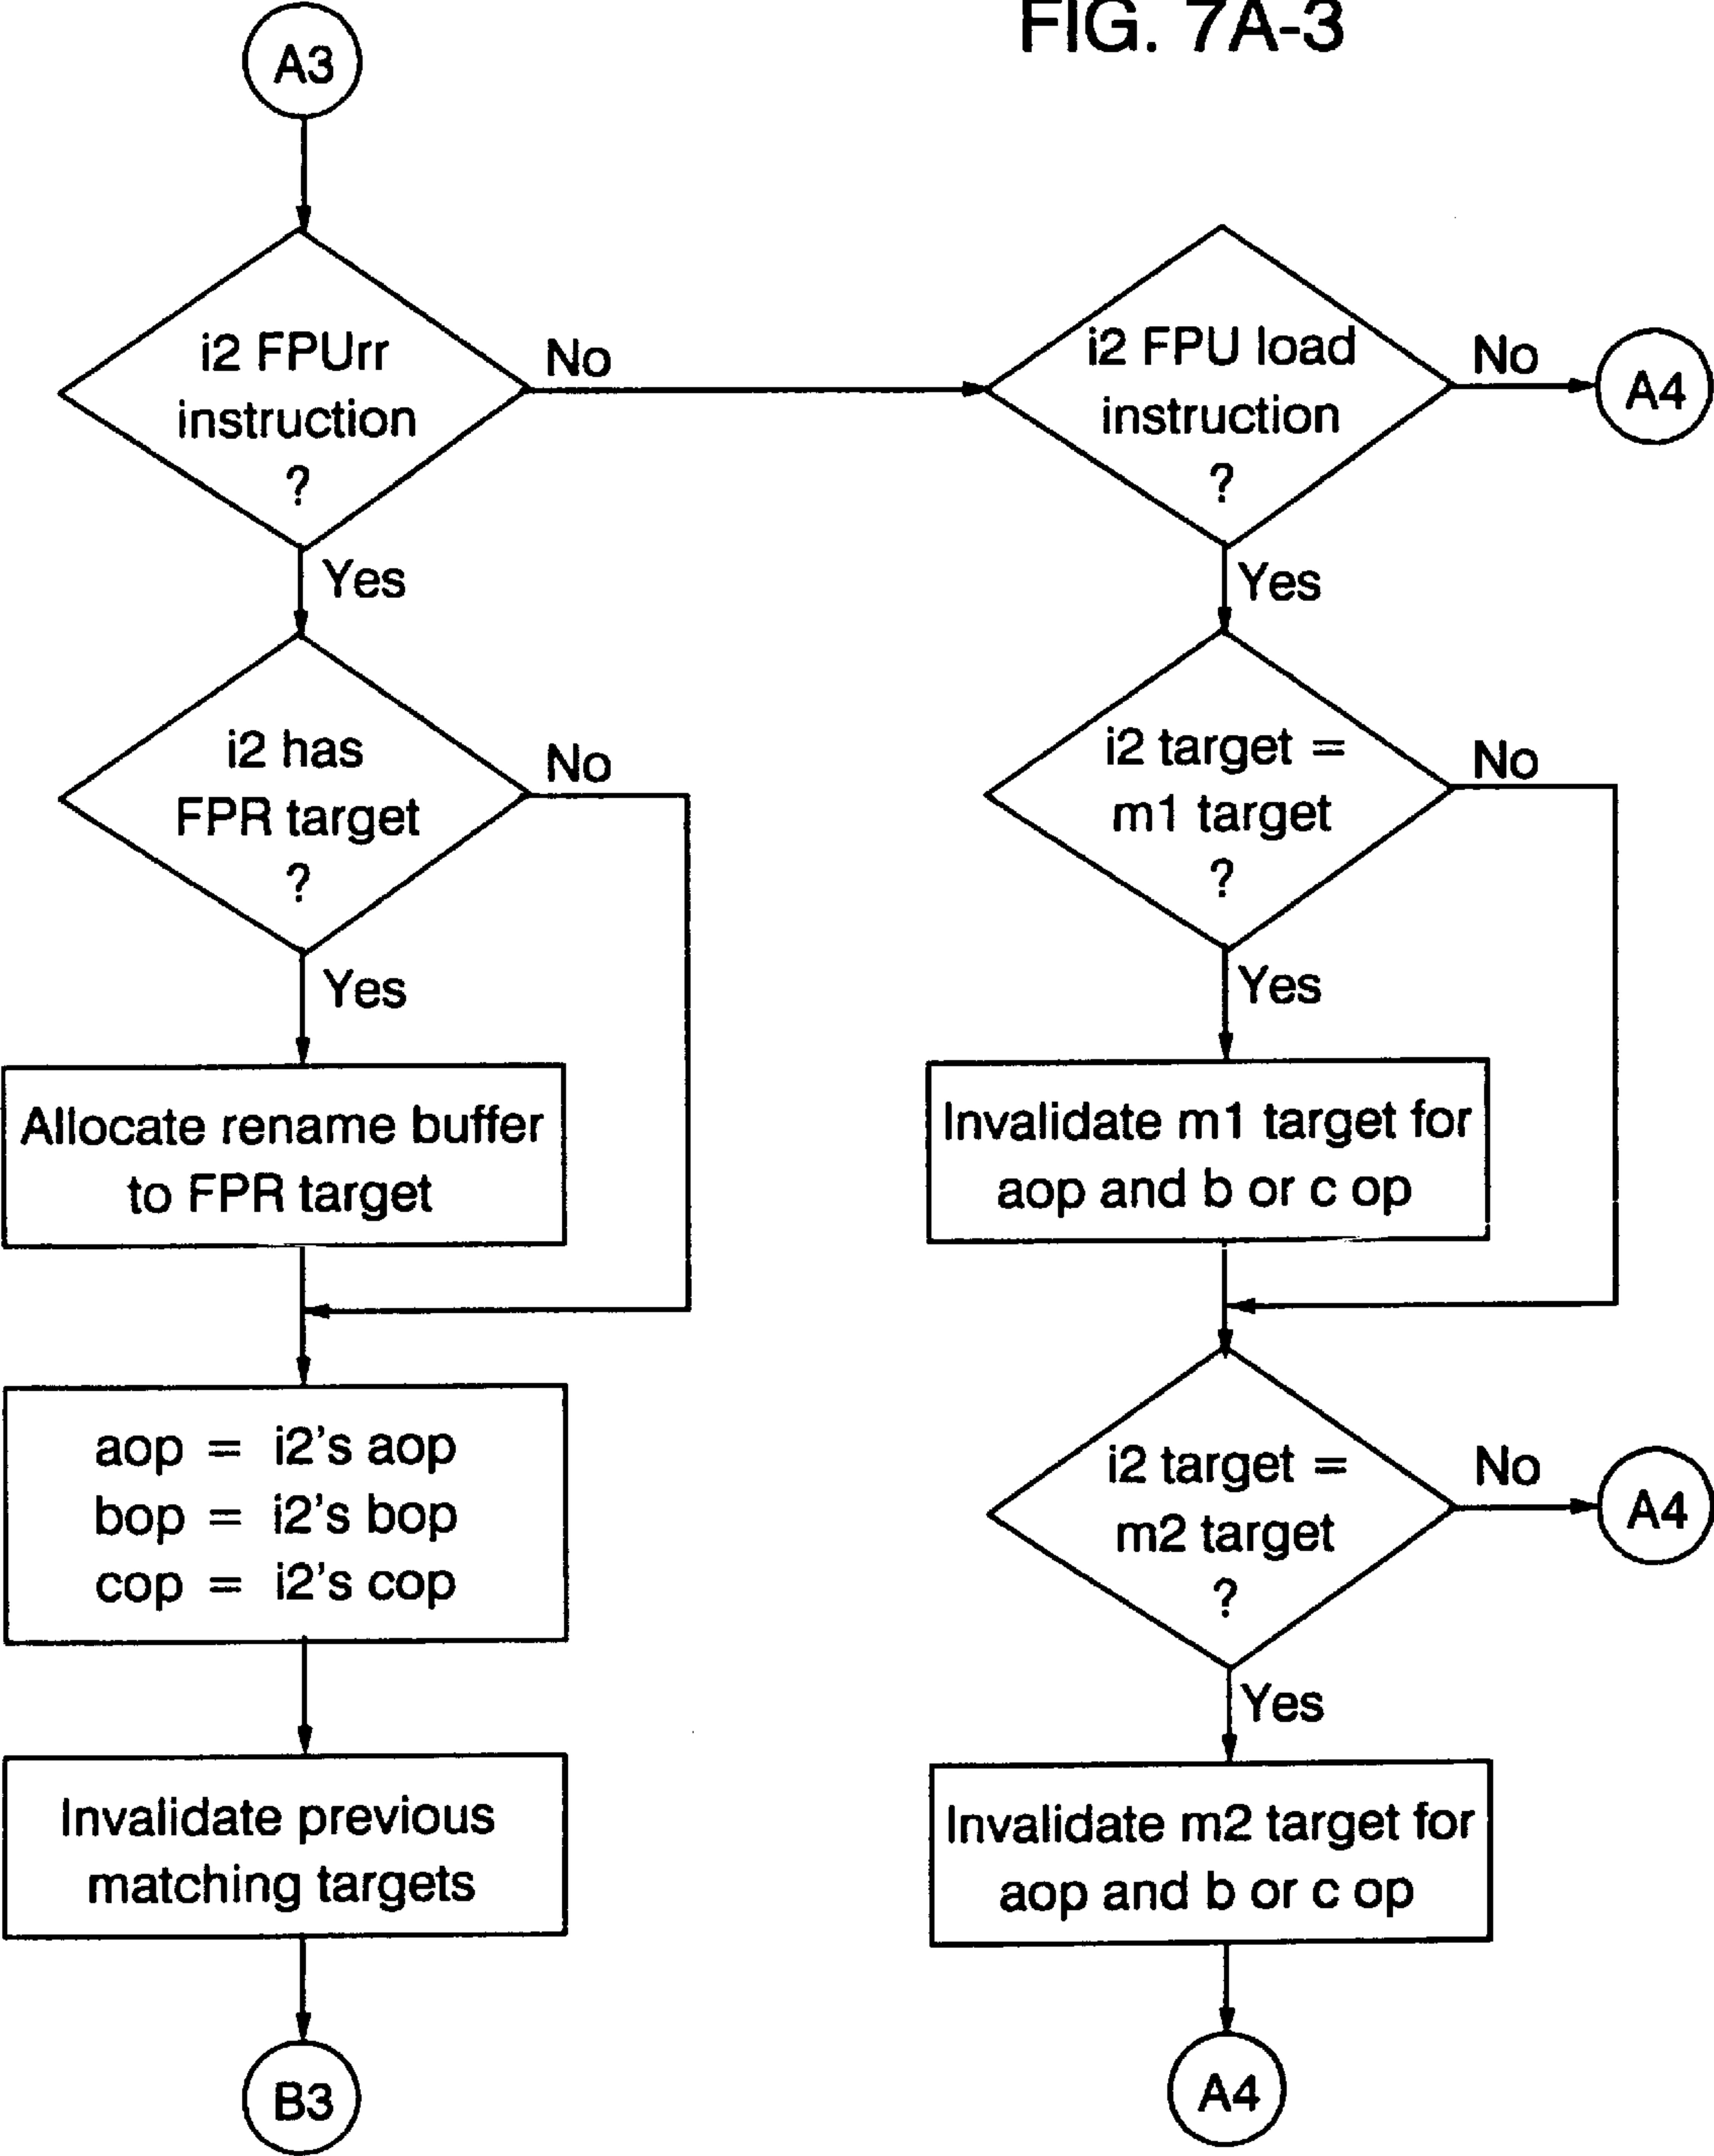 FIG. 7A-3
A3
i2 FPUrr
instruction
?
No
Yes
i2 has
FPR target
?
No
Yes
Allocate rename buffer
to FPR target
aop = i2's aop
bop = i2's bop
cop = i2's cop
Invalidate previous
matching targets
B3
i2 FPU load
instruction
?
No
A4
Yes
i2 target =
m1 target
?
No
Yes
Invalidate m1 target for
aop and b or c op
i2 target =
m2 target
?
No
A4
Yes
Invalidate m2 target for
aop and b or c op
A4